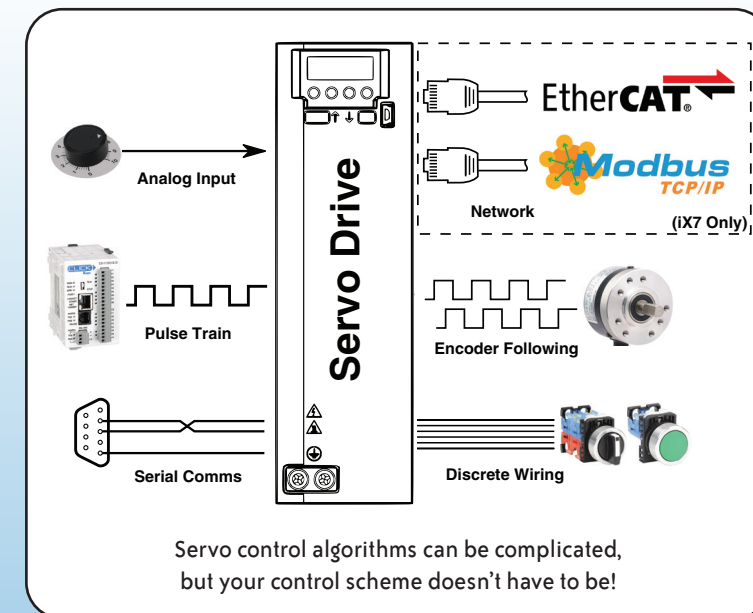 EtherCAT®
Modbus
TCP/IP
Network
(iX7 Only)
Analog Input
Servo Drive
CLICK
Pulse Train
Encoder Following
Serial Comms
Discrete Wiring
Servo control algorithms can be complicated,
but your control scheme doesn't have to be!